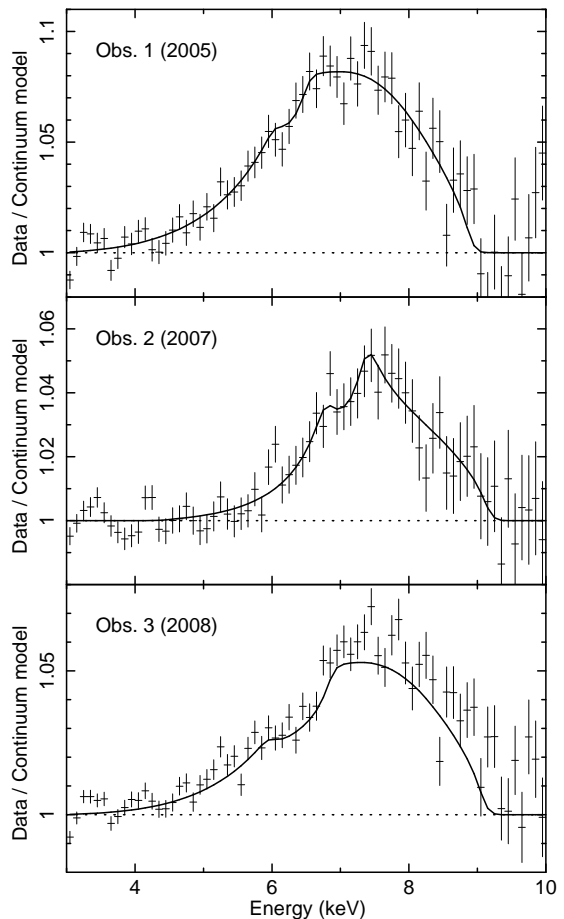 1.1
Obs. 1 (2005)
Data / Continuum model
1.05
1
1.06
Obs. 2 (2007)
Data / Continuum model
1.04
1.02
1
Obs. 3 (2008)
Data / Continuum model
1.05
1
4 6 8 10
Energy (keV)